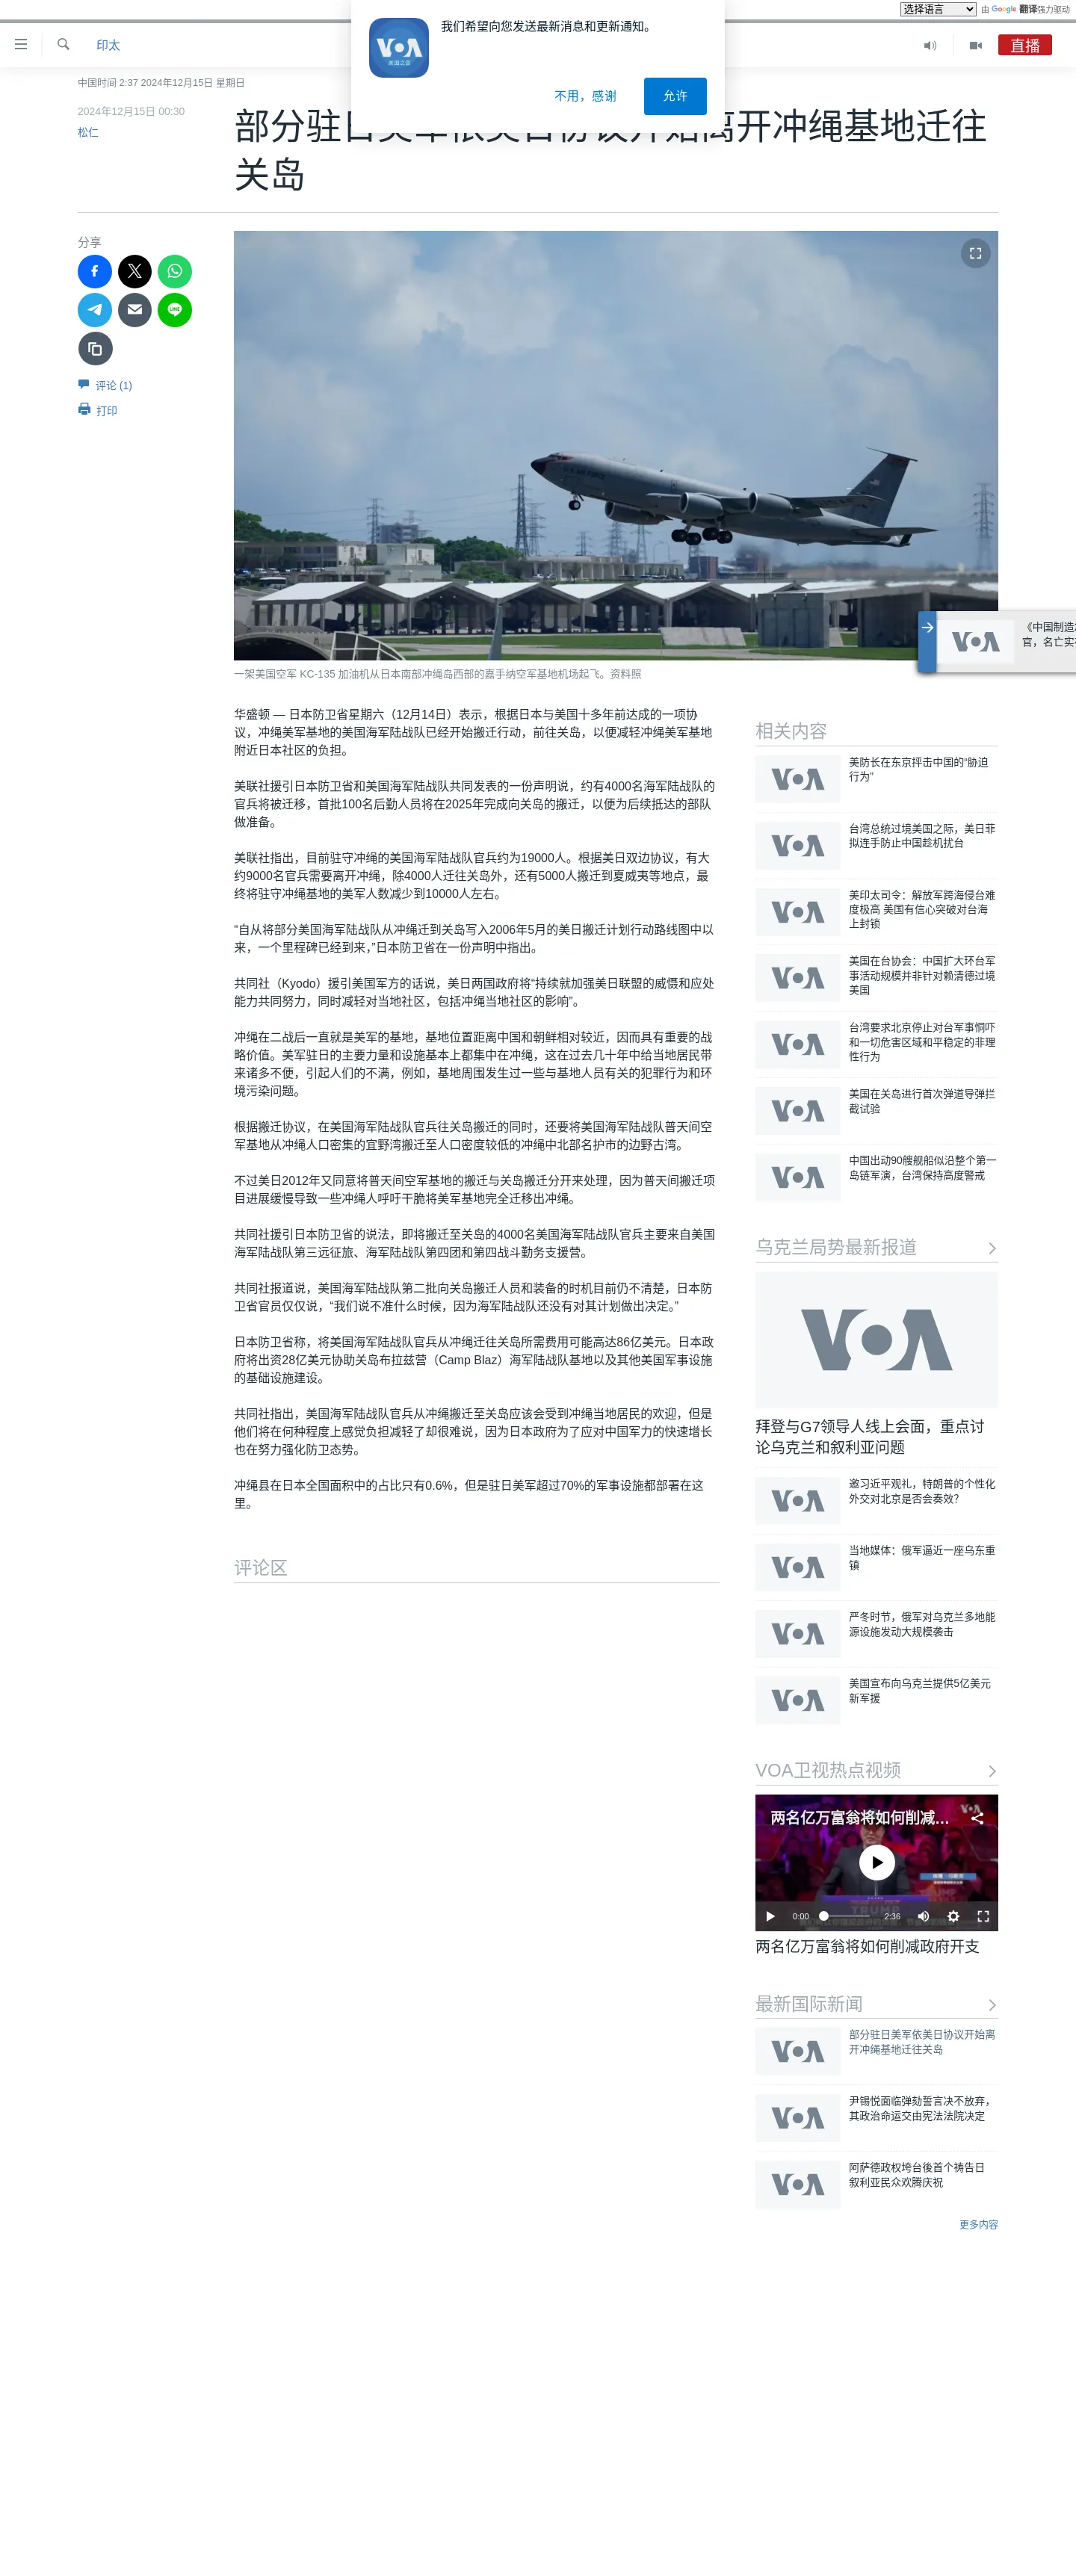 选择语言
由 Google 翻译强力驱动
我们希望向您发送最新消息和更新通知。
VOA
美国之音
不用，感谢
允许
印太
直播
中国时间 2:37 2024年12月15日 星期日
2024年12月15日 00:30
松仁
部分驻日美军依美日协议开始离开冲绳基地迁往
关岛
分享
LINE
评论 (1)
打印
一架美国空军 KC-135 加油机从日本南部冲绳岛西部的嘉手纳空军基地机场起飞。资料照
VOA
《中国制造2
官，名亡实
华盛顿 — 日本防卫省星期六（12月14日）表示，根据日本与美国十多年前达成的一项协
议，冲绳美军基地的美国海军陆战队已经开始搬迁行动，前往关岛，以便减轻冲绳美军基地
附近日本社区的负担。
美联社援引日本防卫省和美国海军陆战队共同发表的一份声明说，约有4000名海军陆战队的
官兵将被迁移，首批100名后勤人员将在2025年完成向关岛的搬迁，以便为后续抵达的部队
做准备。
美联社指出，目前驻守冲绳的美国海军陆战队官兵约为19000人。根据美日双边协议，有大
约9000名官兵需要离开冲绳，除4000人迁往关岛外，还有5000人搬迁到夏威夷等地点，最
终将驻守冲绳基地的美军人数减少到10000人左右。
“自从将部分美国海军陆战队从冲绳迁到关岛写入2006年5月的美日搬迁计划行动路线图中以
来，一个里程碑已经到来，”日本防卫省在一份声明中指出。
共同社（Kyodo）援引美国军方的话说，美日两国政府将“持续就加强美日联盟的威慑和应处
能力共同努力，同时减轻对当地社区，包括冲绳当地社区的影响”。
冲绳在二战后一直就是美军的基地，基地位置距离中国和朝鲜相对较近，因而具有重要的战
略价值。美军驻日的主要力量和设施基本上都集中在冲绳，这在过去几十年中给当地居民带
来诸多不便，引起人们的不满，例如，基地周围发生过一些与基地人员有关的犯罪行为和环
境污染问题。
根据搬迁协议，在美国海军陆战队官兵往关岛搬迁的同时，还要将美国海军陆战队普天间空
军基地从冲绳人口密集的宜野湾搬迁至人口密度较低的冲绳中北部名护市的边野古湾。
不过美日2012年又同意将普天间空军基地的搬迁与关岛搬迁分开来处理，因为普天间搬迁项
目进展缓慢导致一些冲绳人呼吁干脆将美军基地完全迁移出冲绳。
共同社援引日本防卫省的说法，即将搬迁至关岛的4000名美国海军陆战队官兵主要来自美国
海军陆战队第三远征旅、海军陆战队第四团和第四战斗勤务支援营。
共同社报道说，美国海军陆战队第二批向关岛搬迁人员和装备的时机目前仍不清楚，日本防
卫省官员仅仅说，“我们说不准什么时候，因为海军陆战队还没有对其计划做出决定。”
日本防卫省称，将美国海军陆战队官兵从冲绳迁往关岛所需费用可能高达86亿美元。日本政
府将出资28亿美元协助关岛布拉兹营（Camp Blaz）海军陆战队基地以及其他美国军事设施
的基础设施建设。
共同社指出，美国海军陆战队官兵从冲绳搬迁至关岛应该会受到冲绳当地居民的欢迎，但是
他们将在何种程度上感觉负担减轻了却很难说，因为日本政府为了应对中国军力的快速增长
也在努力强化防卫态势。
冲绳县在日本全国面积中的占比只有0.6%，但是驻日美军超过70%的军事设施都部署在这
里。
评论区
相关内容
VOA
美防长在东京抨击中国的“胁迫
行为”
VOA
台湾总统过境美国之际，美日菲
拟连手防止中国趁机扰台
VOA
美印太司令：解放军跨海侵台难
度极高 美国有信心突破对台海
上封锁
VOA
美国在台协会：中国扩大环台军
事活动规模并非针对赖清德过境
美国
VOA
台湾要求北京停止对台军事恫吓
和一切危害区域和平稳定的非理
性行为
VOA
美国在关岛进行首次弹道导弹拦
截试验
VOA
中国出动90艘舰船似沿整个第一
岛链军演，台湾保持高度警戒
乌克兰局势最新报道
VOA
拜登与G7领导人线上会面，重点讨
论乌克兰和叙利亚问题
VOA
邀习近平观礼，特朗普的个性化
外交对北京是否会奏效？
VOA
当地媒体：俄军逼近一座乌东重
镇
VOA
严冬时节，俄军对乌克兰多地能
源设施发动大规模袭击
VOA
美国宣布向乌克兰提供5亿美元
新军援
VOA卫视热点视频
两名亿万富翁将如何削减...
VOA
TRUMP
0:00
2:36
两名亿万富翁将如何削减政府开支
最新国际新闻
VOA
部分驻日美军依美日协议开始离
开冲绳基地迁往关岛
VOA
尹锡悦面临弹劾誓言决不放弃，
其政治命运交由宪法法院决定
VOA
阿萨德政权垮台後首个祷告日
叙利亚民众欢腾庆祝
更多内容